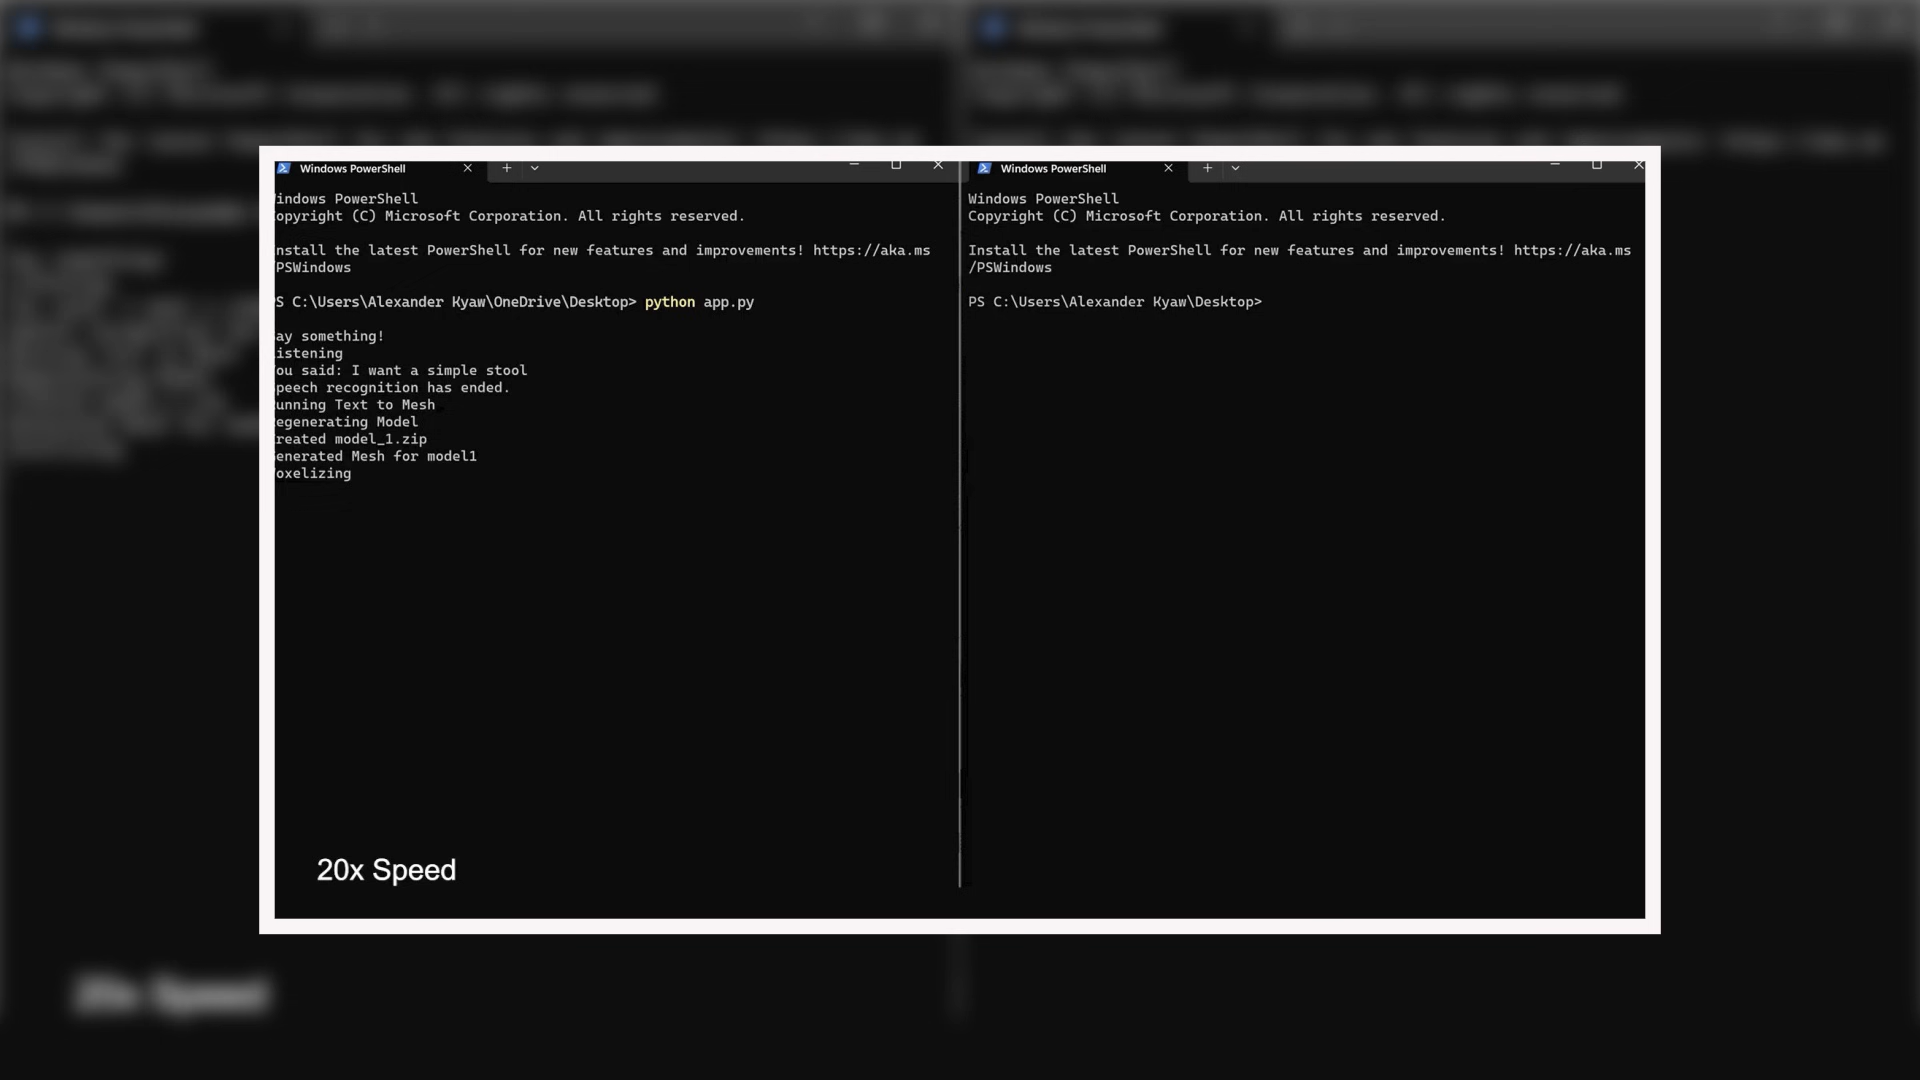 Windows PowerShell
indows PowerShell
opyright (C) Microsoft Corporation. All rights reserved.
nstall the latest PowerShell for new features and improvements! https://aka.ms
/PSWindows
PS C:\Users\Alexander Kyaw\OneDrive\Desktop> python app.py
ay something!
istening
ou said: I want a simple stool
peech recognition has ended.
unning Text to Mesh
egenerating Model
reated model_1.zip
enerated Mesh for model1
oxelizing
20x Speed
Windows PowerShell
Windows PowerShell
Copyright (C) Microsoft Corporation. All rights reserved.
Install the latest PowerShell for new features and improvements! https://aka.ms
/PSWindows
PS C:\Users\Alexander Kyaw\Desktop>
20x Speed